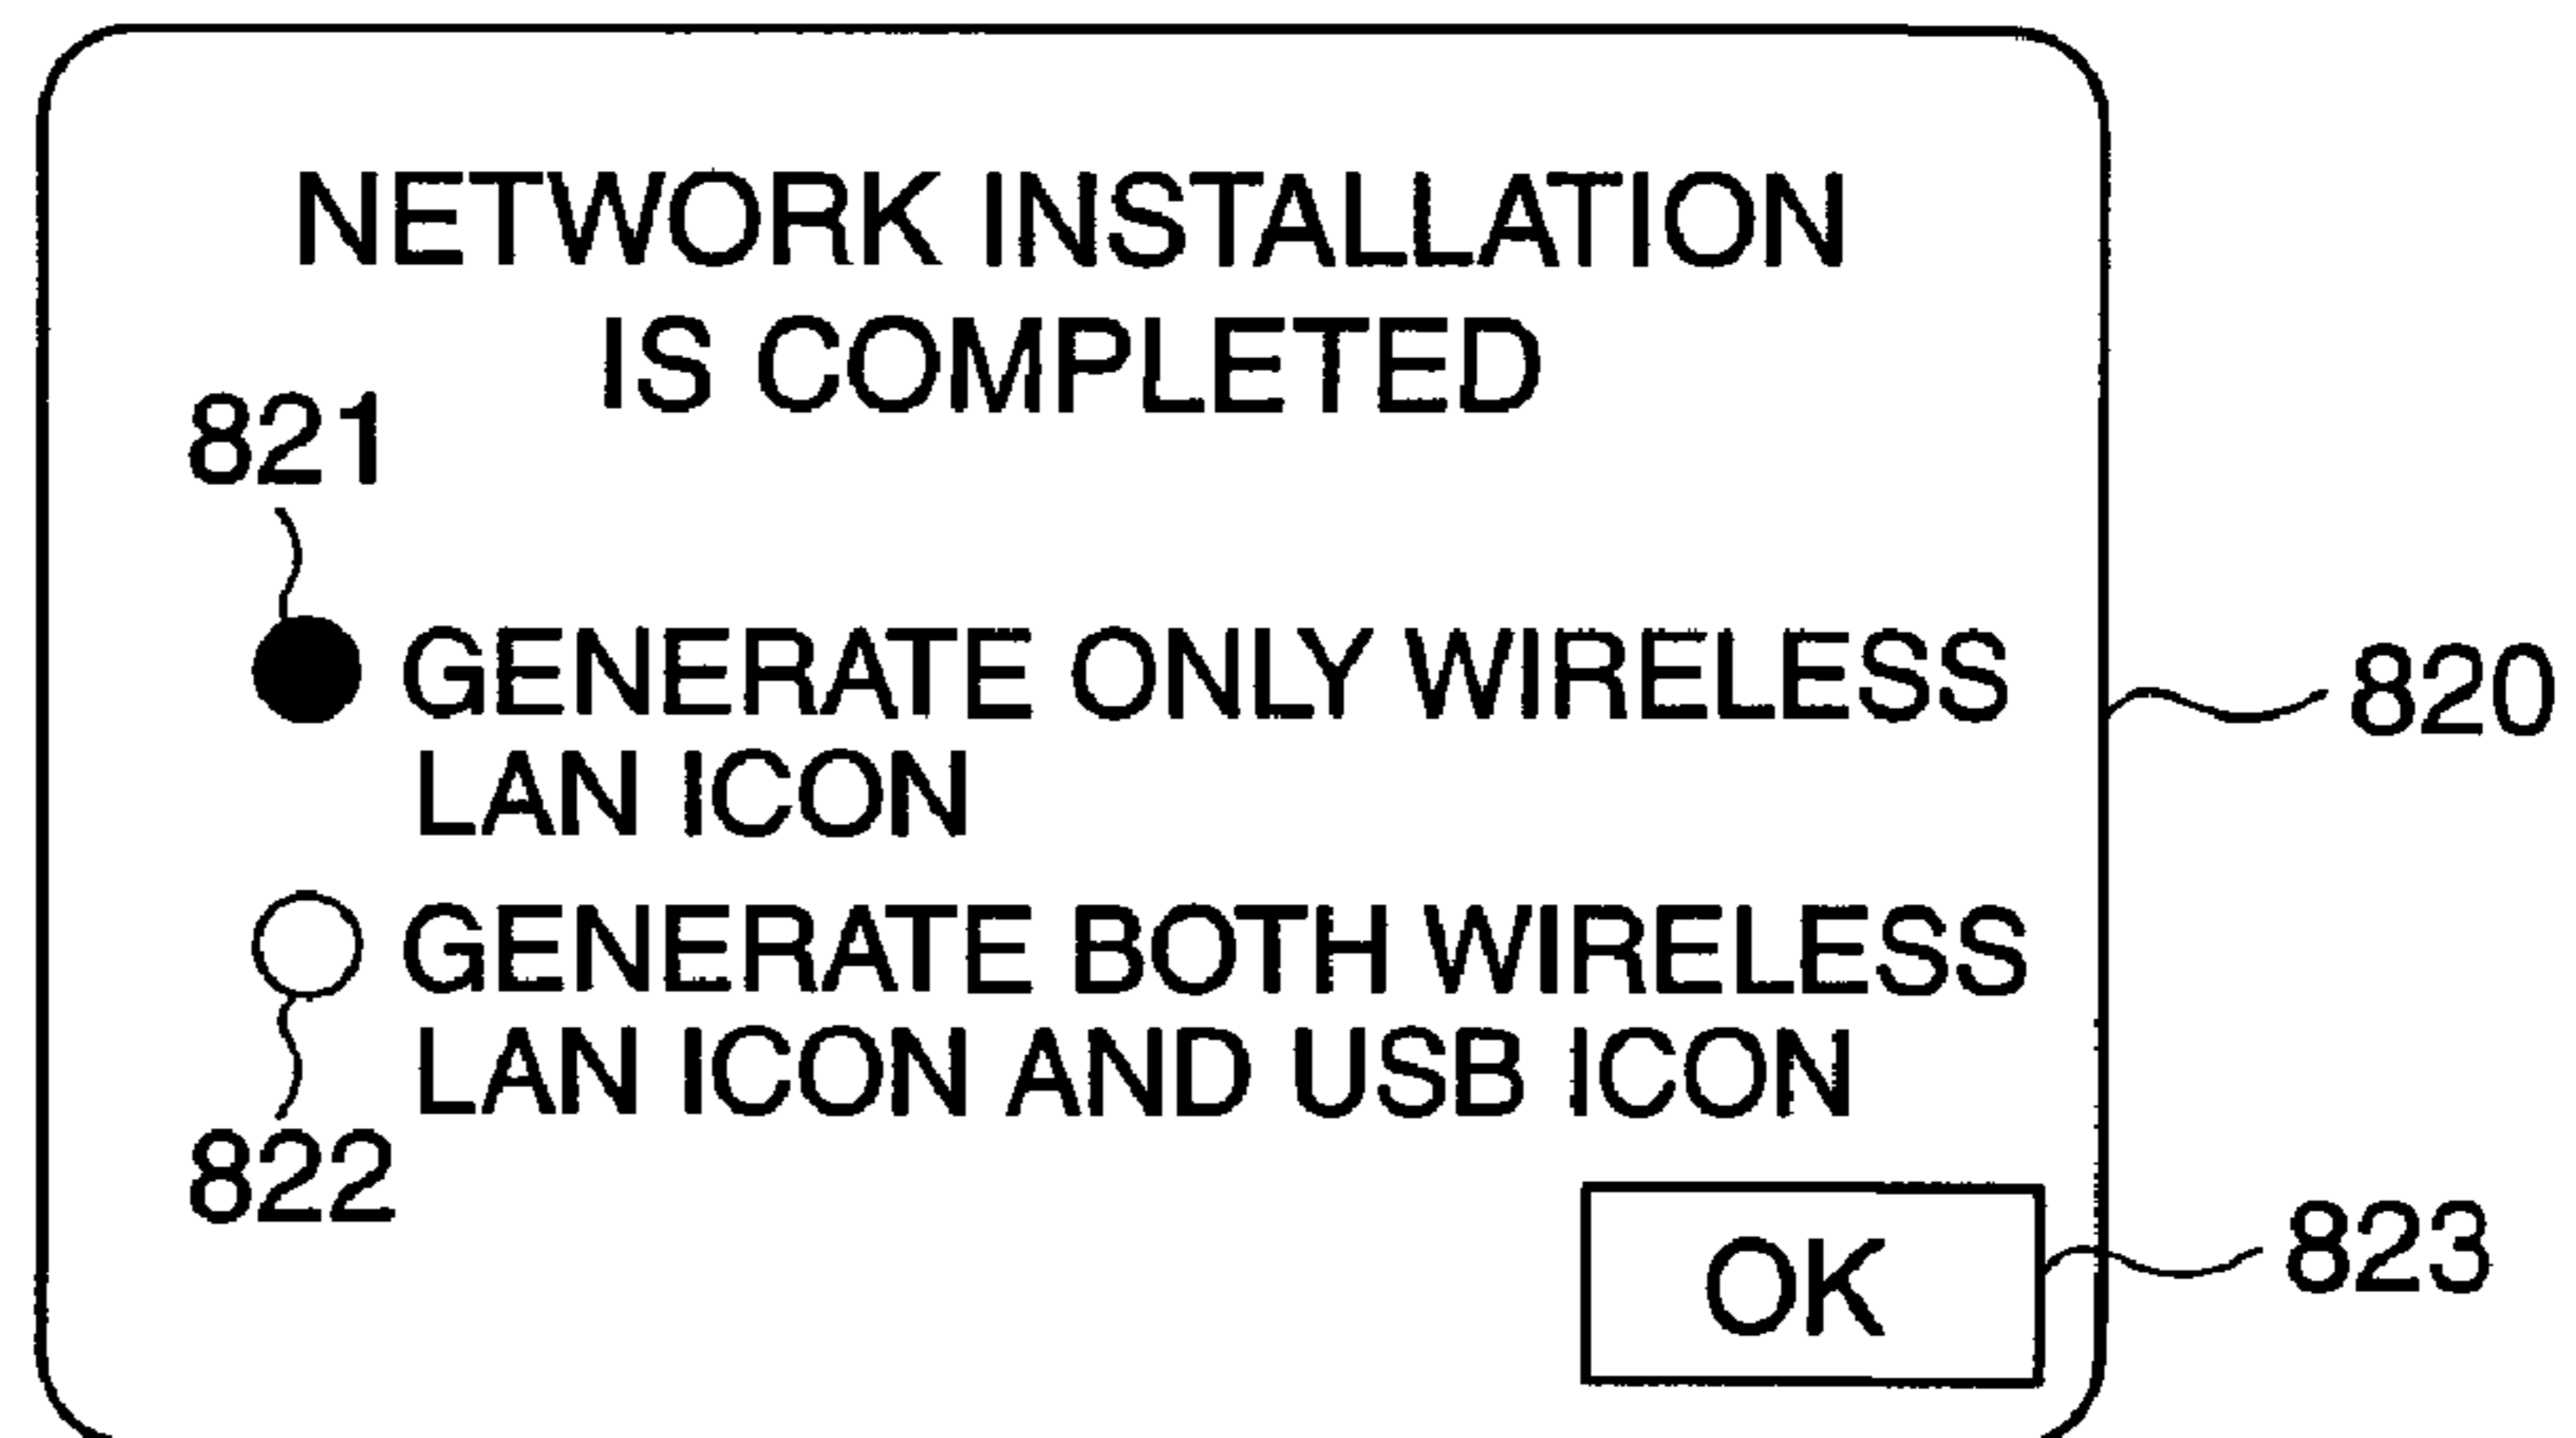 NETWORK INSTALLATION
IS COMPLETED
821
GENERATE ONLY WIRELESS
LAN ICON
820
GENERATE BOTH WIRELESS
LAN ICON AND USB ICON
822
OK
823